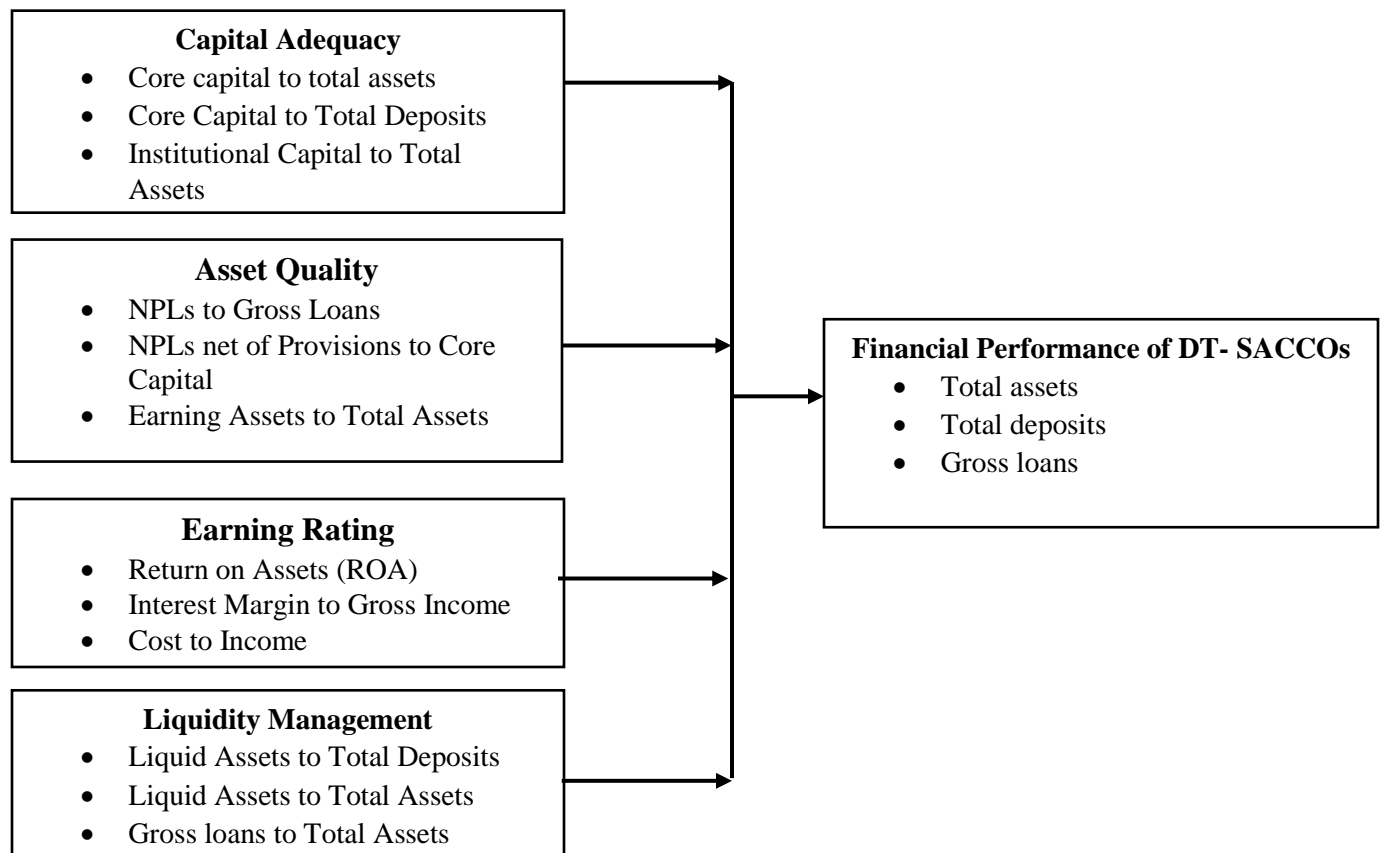 Capital Adequacy
• Core capital to total assets
• Core Capital to Total Deposits
• Institutional Capital to Total
Assets
Asset Quality
• NPLs to Gross Loans
• NPLs net of Provisions to Core
Capital
• Earning Assets to Total Assets
Earning Rating
• Return on Assets (ROA)
• Interest Margin to Gross Income
• Cost to Income
Liquidity Management
• Liquid Assets to Total Deposits
• Liquid Assets to Total Assets
• Gross loans to Total Assets
Financial Performance of DT- SACCOs
• Total assets
• Total deposits
• Gross loans